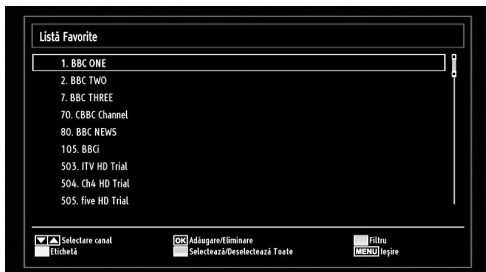 Listă Favorite
1. BBC ONE
2. BBC TWO
7. BBC THREE
70. CBBC Channel
80. BBC NEWS
105. BBCi
503. ITV HD Trial
504. Ch4 HD Trial
505. five HD Trial
Selectare canal OK Adăugare/Eliminare Filtru
Etichetă Selectează/Deselectează Toate MENU Ieşire